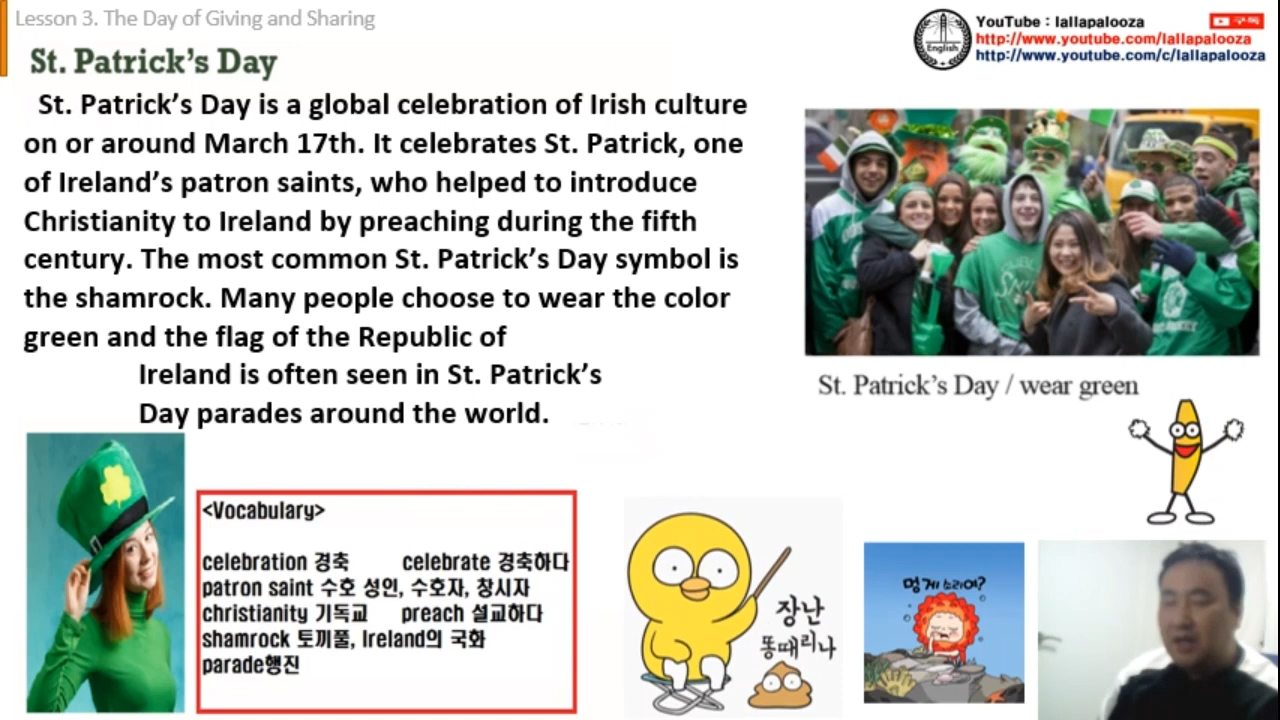 Lesson 3. The Day of Giving and Sharing
St. Patrick's Day
YouTube : lallapalooza
구독
http://www.youtube.com/lallapalooza
http://www.youtube.com/c/lallapalooza
English
St. Patrick's Day is a global celebration of Irish culture
on or around March 17th. It celebrates St. Patrick, one
of Ireland's patron saints, who helped to introduce
Christianity to Ireland by preaching during the fifth
century. The most common St. Patrick's Day symbol is
the shamrock. Many people choose to wear the color
green and the flag of the Republic of
Ireland is often seen in St. Patrick's
Day parades around the world.
St. Patrick's Day / wear green
<Vocabulary>
celebration 경축 celebrate 경축하다
patron saint 수호 성인, 수호자, 창시자
christianity 기독교 preach 설교하다
shamrock 토끼풀, Ireland의 국화
parade행진
장난
똥때리나
멍게 소리여?